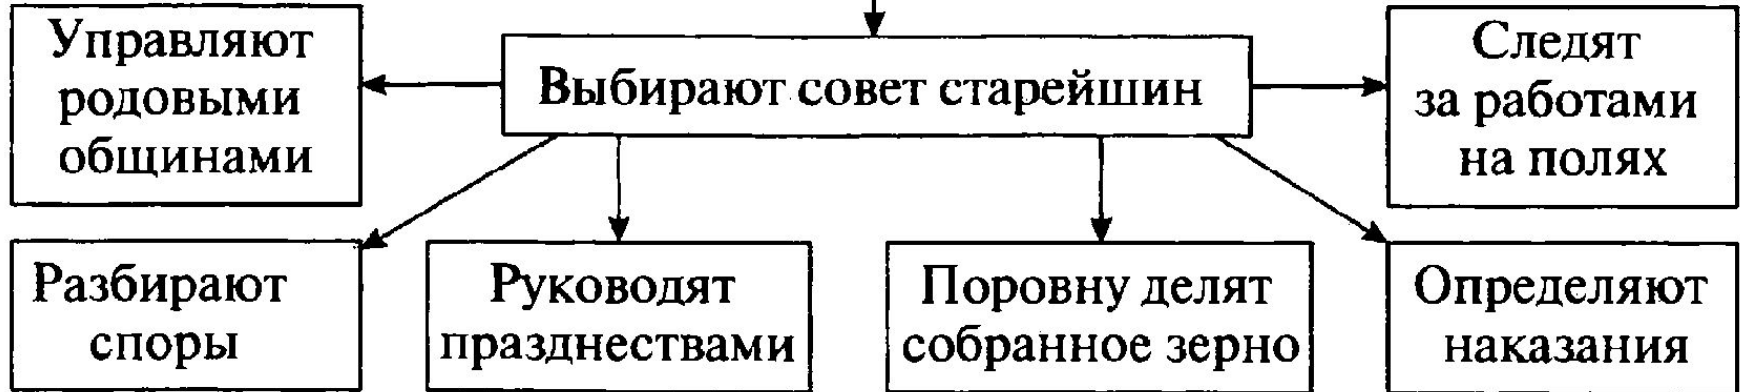 Управляют
родовыми
общинами
Выбирают совет старейшин
Следят
за работами
на полях
Разбирают
споры
Руководят
празднествами
Поровну делят
собранное зерно
Определяют
наказания